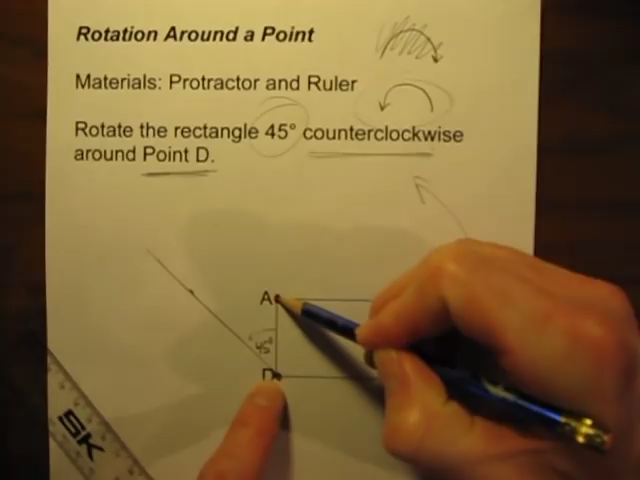 Rotation Around a Point
Materials: Protractor and Ruler
Rotate the rectangle 45° counterclockwise
around Point D.
A
45°
D
SK